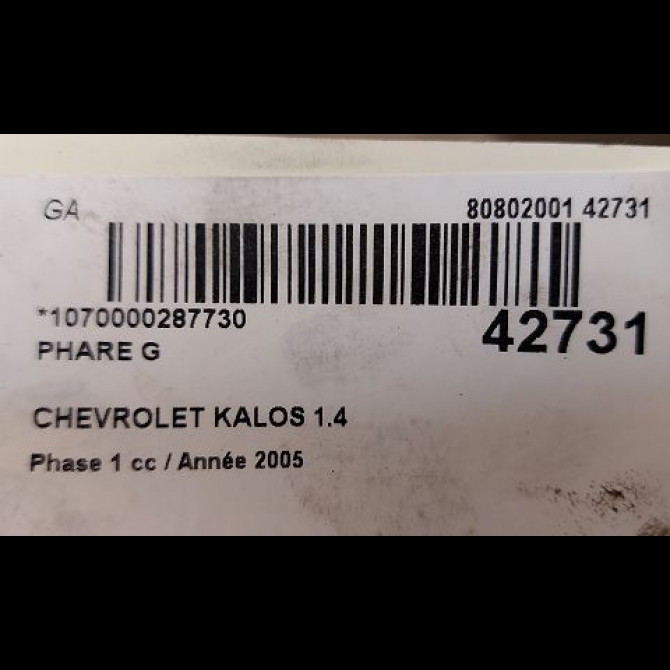 GA 80802001 42731
*1070000287730
42731
PHARE G
CHEVROLET KALOS 1.4
Phase 1 cc / Année 2005